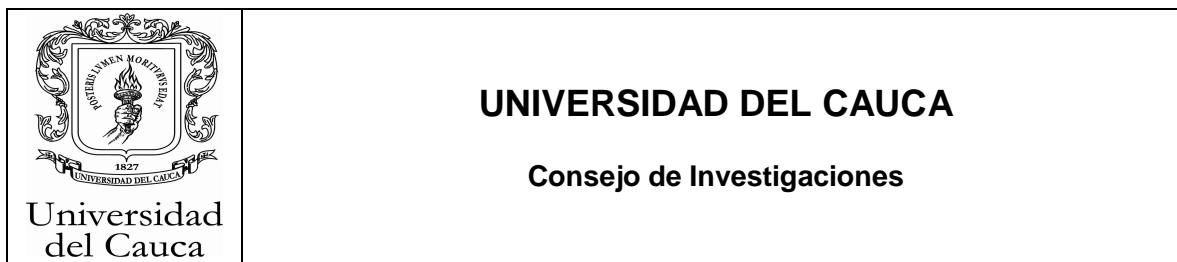 POSTERIS LVMEN MORITVRVS EDAT
1827
UNIVERSIDAD DEL CAUCA
Universidad
del Cauca
UNIVERSIDAD DEL CAUCA
Consejo de Investigaciones